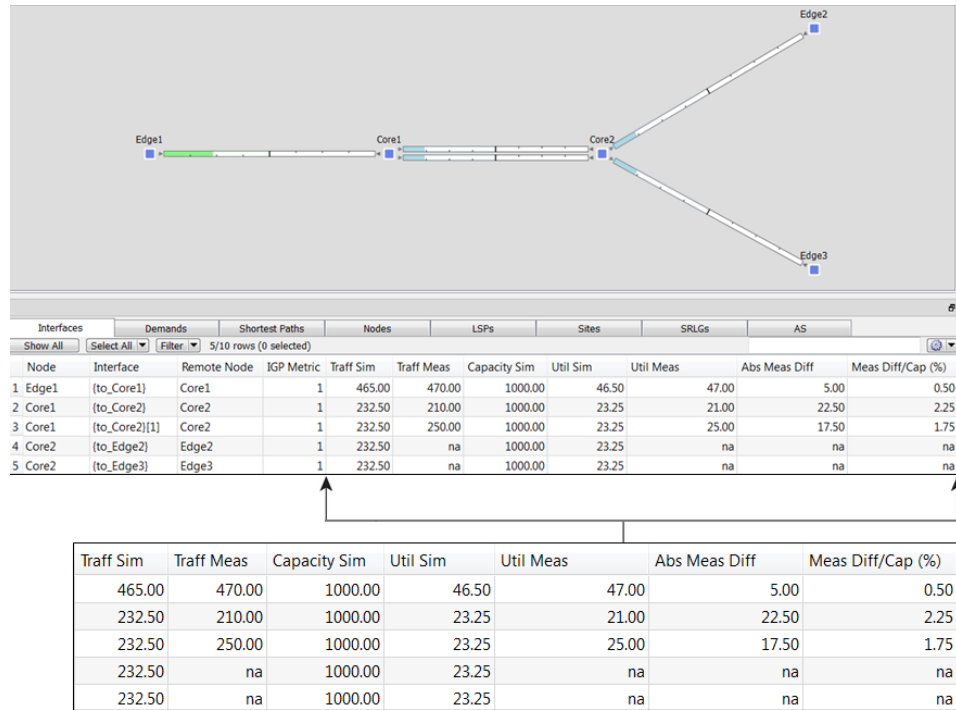 Edge2
Edge1 Core1 Core2
Edge3
Interfaces Demands Shortest Paths Nodes LSPs Sites SRLGs AS
Show All Select All Filter 5/10 rows (0 selected)
Node Interface Remote Node IGP Metric Traff Sim Traff Meas Capacity Sim Util Sim Util Meas Abs Meas Diff Meas Diff/Cap (%)
1 Edge1 {to_Core1} Core1 1 465.00 470.00 1000.00 46.50 47.00 5.00 0.50
2 Core1 {to_Core2} Core2 1 232.50 210.00 1000.00 23.25 21.00 22.50 2.25
3 Core1 {to_Core2}[1] Core2 1 232.50 250.00 1000.00 23.25 25.00 17.50 1.75
4 Core2 {to_Edge2} Edge2 1 232.50 na 1000.00 23.25 na na na
5 Core2 {to_Edge3} Edge3 1 232.50 na 1000.00 23.25 na na na
Traff Sim Traff Meas Capacity Sim Util Sim Util Meas Abs Meas Diff Meas Diff/Cap (%)
465.00 470.00 1000.00 46.50 47.00 5.00 0.50
232.50 210.00 1000.00 23.25 21.00 22.50 2.25
232.50 250.00 1000.00 23.25 25.00 17.50 1.75
232.50 na 1000.00 23.25 na na na
232.50 na 1000.00 23.25 na na na